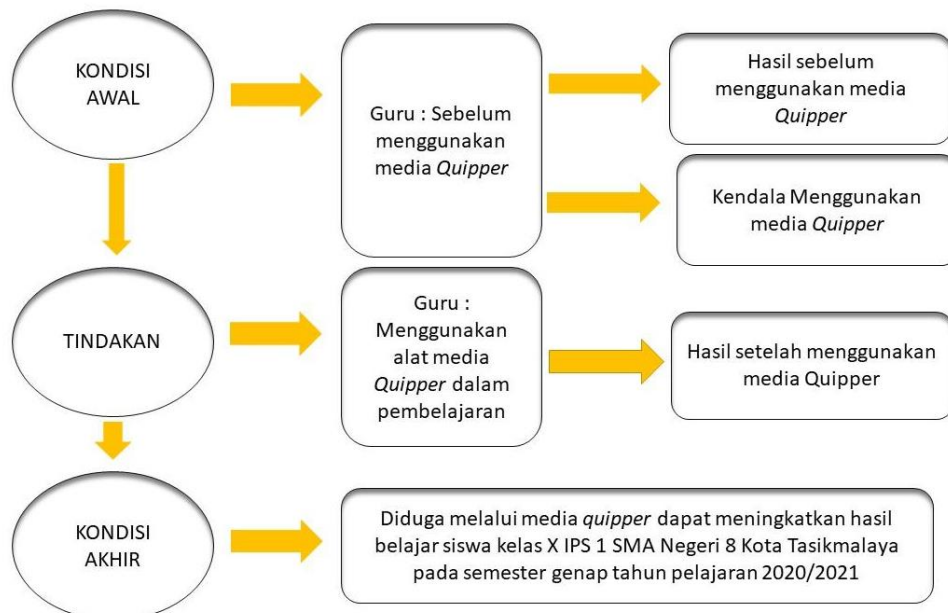 KONDISI
AWAL
Guru : Sebelum
menggunakan
media Quipper
Hasil sebelum
menggunakan media
Quipper
Kendala Menggunakan
media Quipper
TINDAKAN
Guru :
Menggunakan
alat media
Quipper dalam
pembelajaran
Hasil setelah menggunakan
media Quipper
KONDISI
AKHIR
Diduga melalui media quipper dapat meningkatkan hasil
belajar siswa kelas X IPS 1 SMA Negeri 8 Kota Tasikmalaya
pada semester genap tahun pelajaran 2020/2021